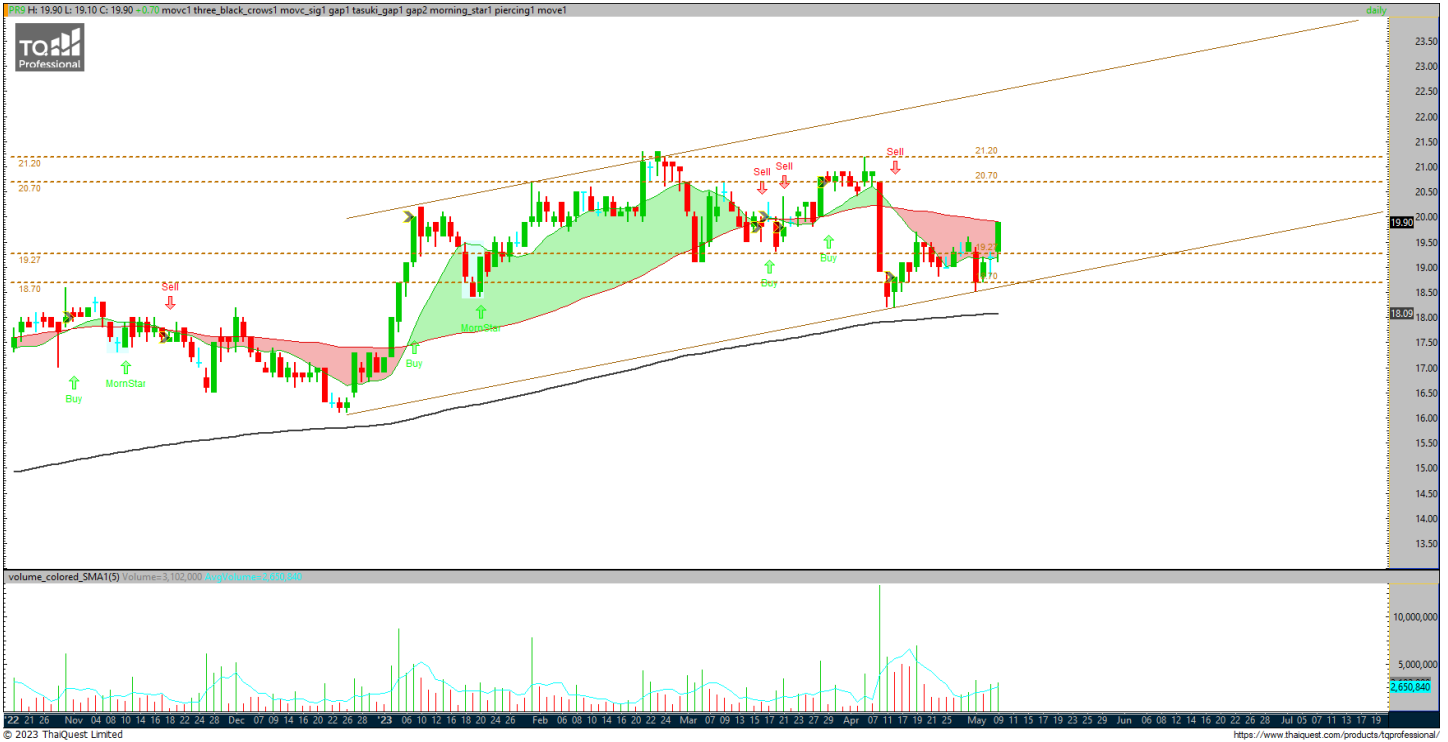 PR9 H: 19.90 L: 19.10 C: 19.90 +0.70 movc1 three_black_crows1 movc_sig1 gap1 tasuki_gap1 gap2 morning_star1 piercing1 move1
daily
TQ
Professional
23.50
23.00
22.50
22.00
21.50
21.00
20.50
20.00
19.90
19.50
19.00
18.50
18.09
18.00
17.50
17.00
16.50
16.00
15.50
15.00
14.50
14.00
13.50
21.20
21.20
20.70
20.70
19.27
19.27
18.70
Sell
Sell
Sell
Sell
Buy
MornStar
Buy
MornStar
Buy
Buy
volume_colored_SMA1(5) Volume=3,102,000 AvgVolume=2,650,840
10,000,000
5,000,000
2,650,840
'22 21 26 Nov 04 08 10 14 18 22 24 28 Dec 07 09 14 16 20 22 26 28 '23 06 10 12 16 18 20 24 26 Feb 06 08 10 14 16 20 22 24 Mar 07 09 13 15 17 21 23 27 29 Apr 07 11 17 19 21 25 May 09 11 15 17 19 23 25 29 Jun 06 08 12 14 16 20 22 26 28 Jul 05 07 11 13 17 19
© 2023 ThaiQuest Limited
https://www.thaiquest.com/products/tqprofessional/